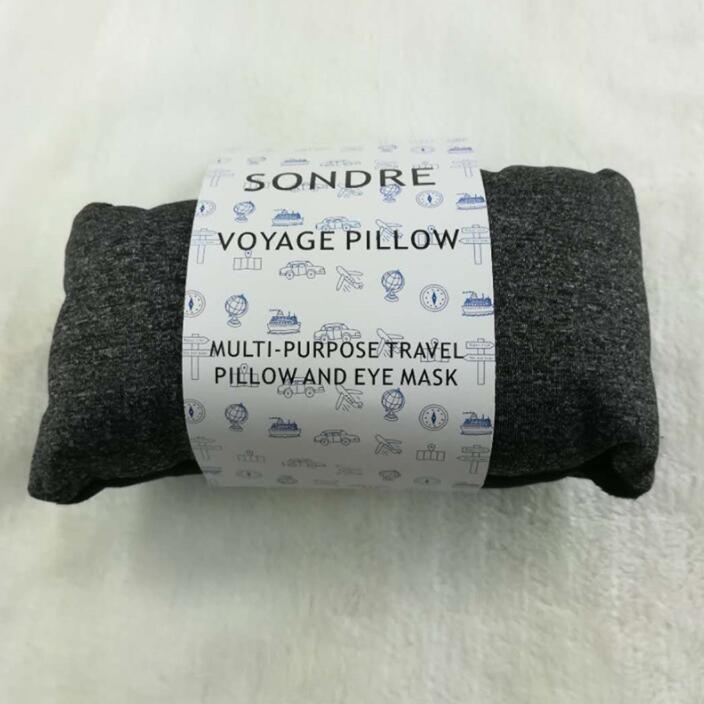 SONDRE
VOYAGE PILLOW
MULTI-PURPOSE TRAVEL
PILLOW AND EYE MASK